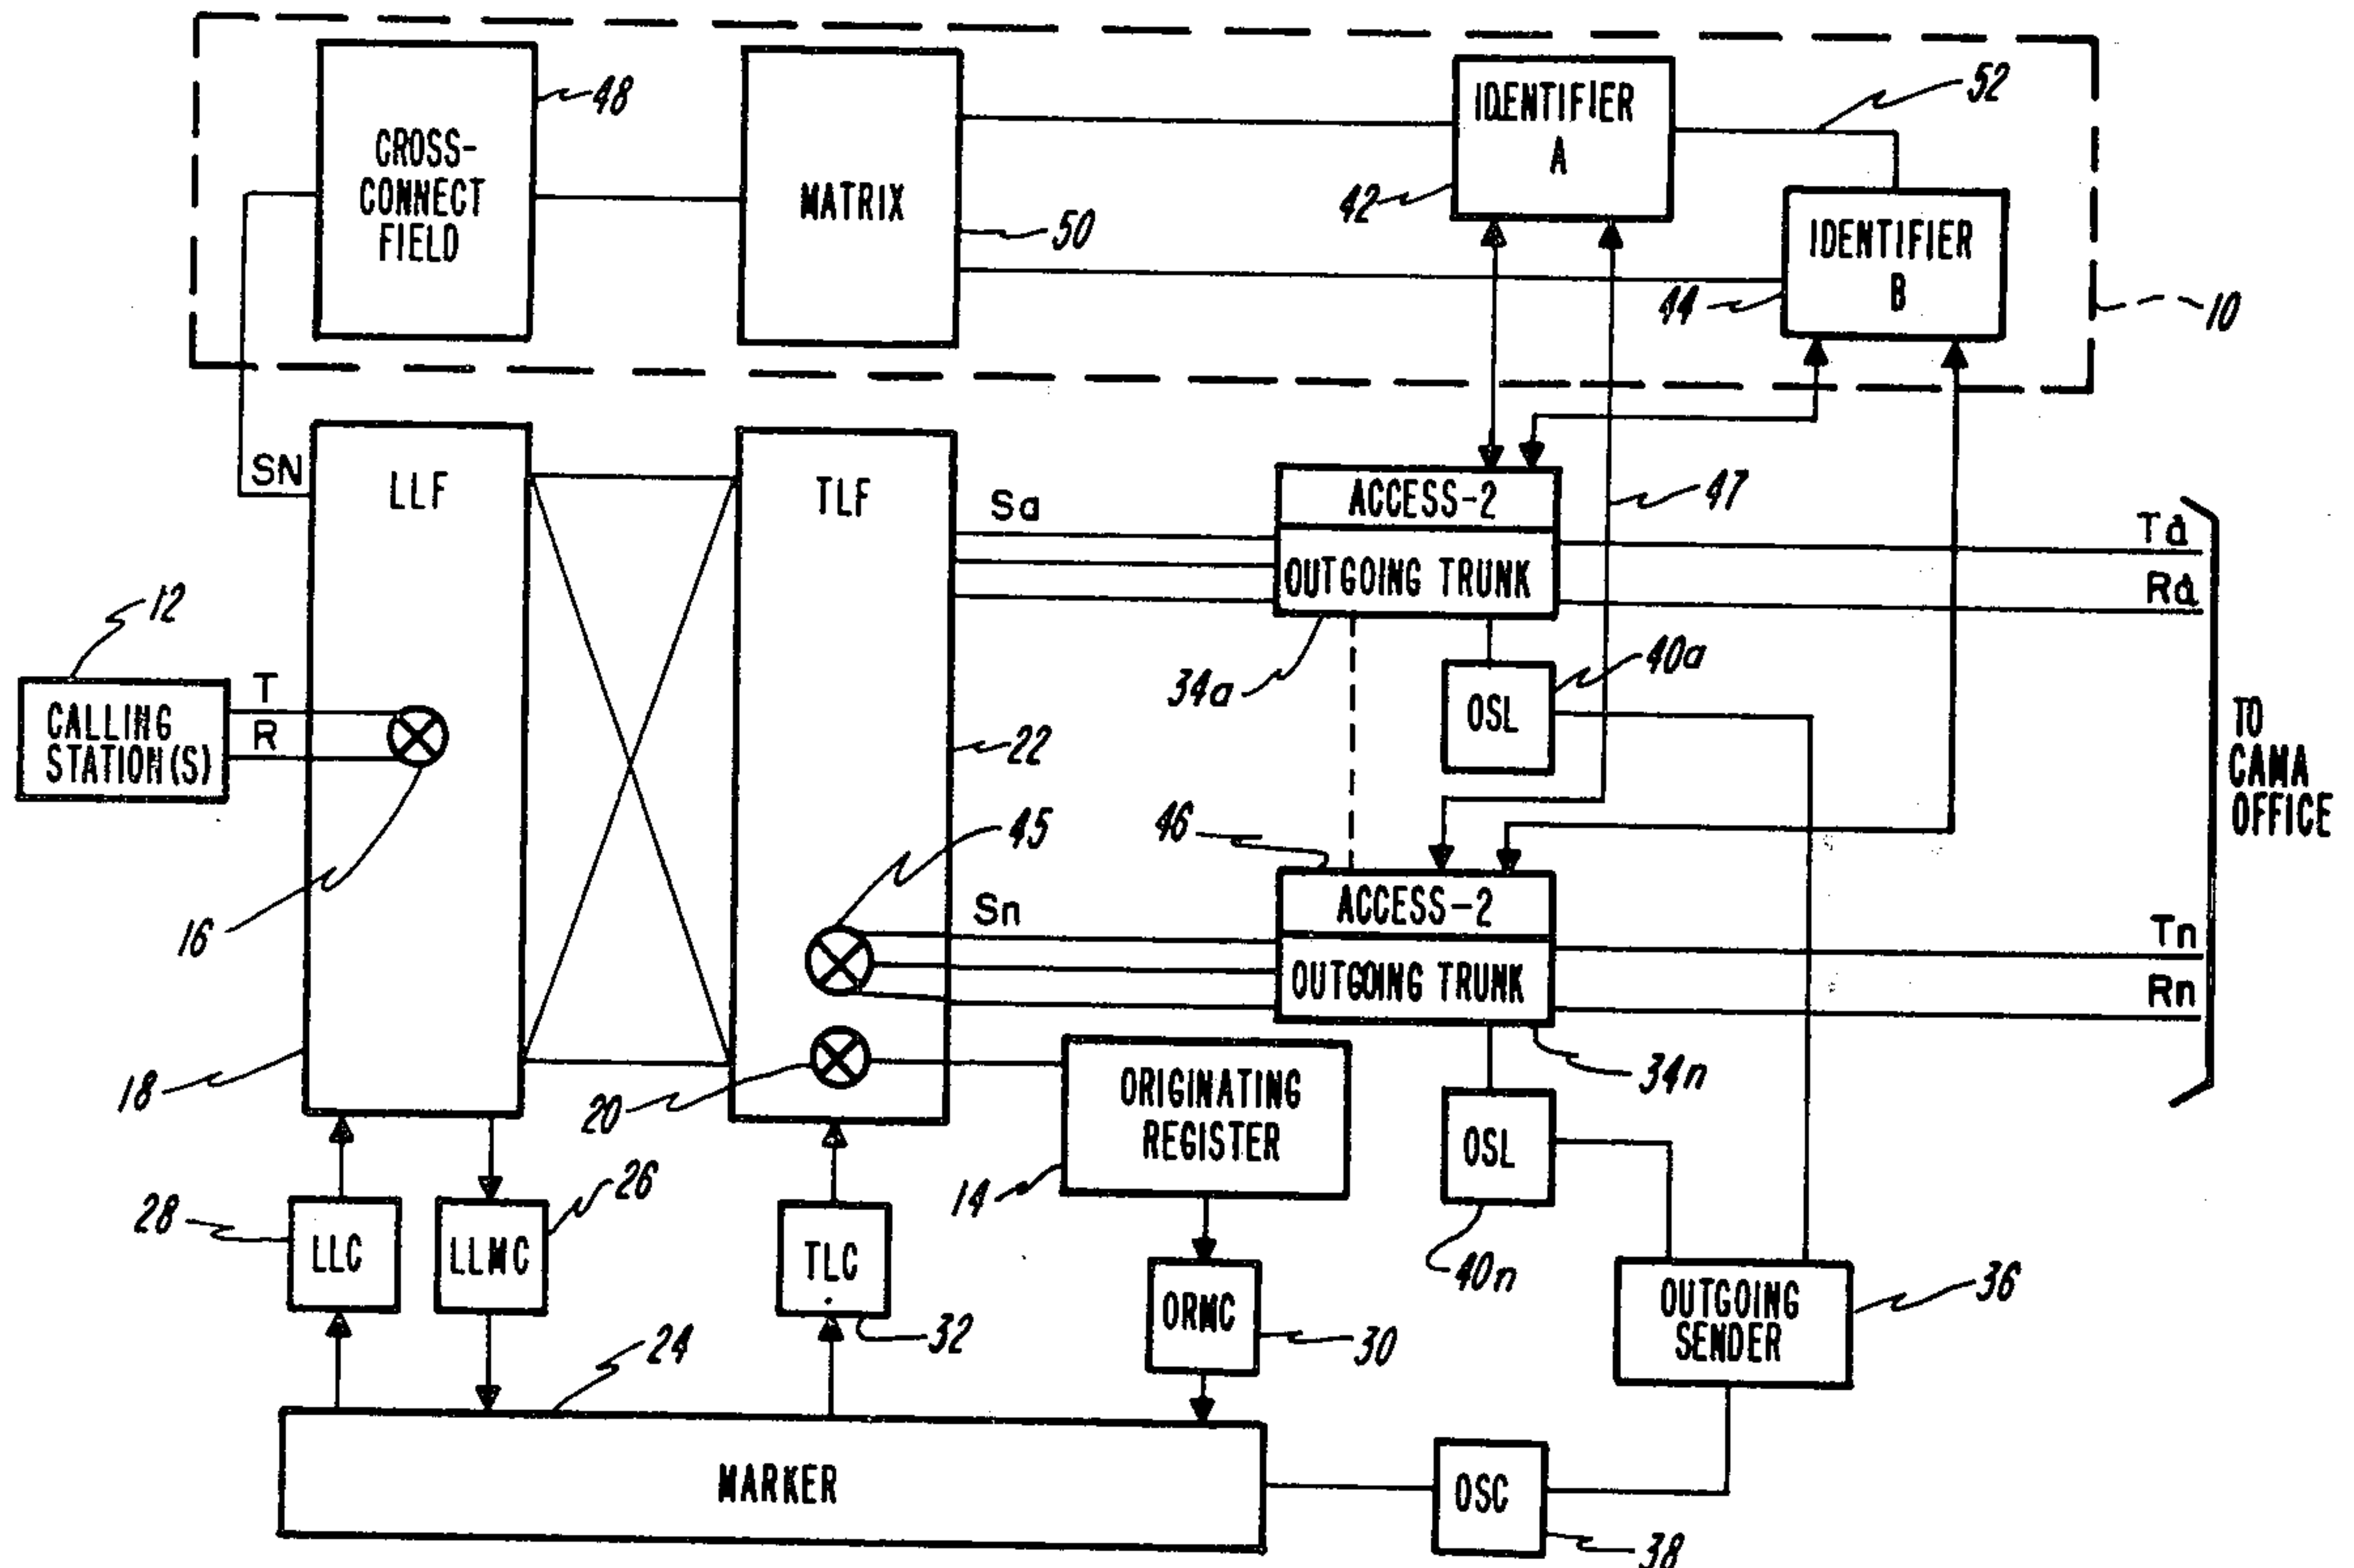 CROSS-
CONNECT
FIELD
48
MATRIX
50
IDENTIFIER
A
42
52
IDENTIFIER
B
44
10
SN
LLF
TLF
Sa
ACCESS-2
OUTGOING TRUNK
47
Ta
Ra
12
CALLING
STATION(S)
T
R
16
18
22
34a
OSL
40a
TO
CAMA
OFFICE
45
46
Sn
ACCESS-2
OUTGOING TRUNK
Tn
Rn
34n
20
ORIGINATING
REGISTER
14
OSL
40n
28
LLC
LLMC
26
TLC
32
ORMC
30
OUTGOING
SENDER
36
24
MARKER
OSC
38